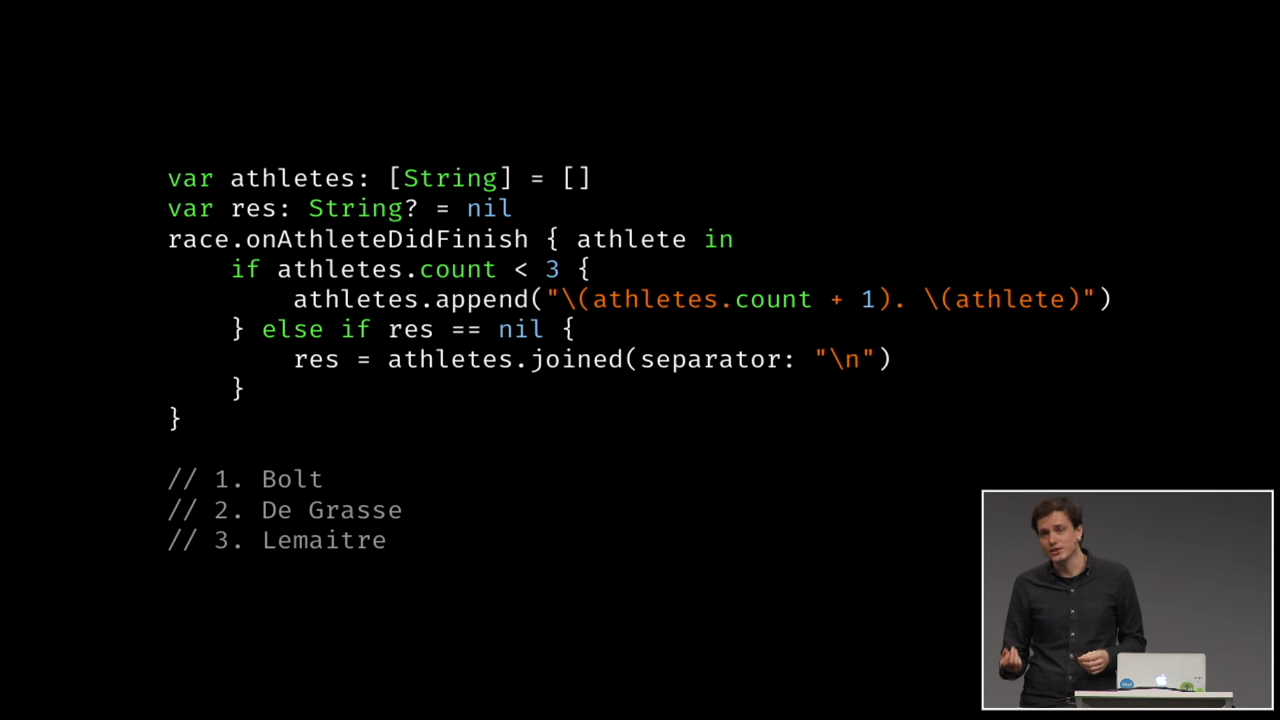 var athletes: [String] = []
var res: String? = nil
race.onAthleteDidFinish { athlete in
    if athletes.count < 3 {
        athletes.append("\(athletes.count + 1). \(athlete)")
    } else if res == nil {
        res = athletes.joined(separator: "\n")
    }
}

// 1. Bolt
// 2. De Grasse
// 3. Lemaitre